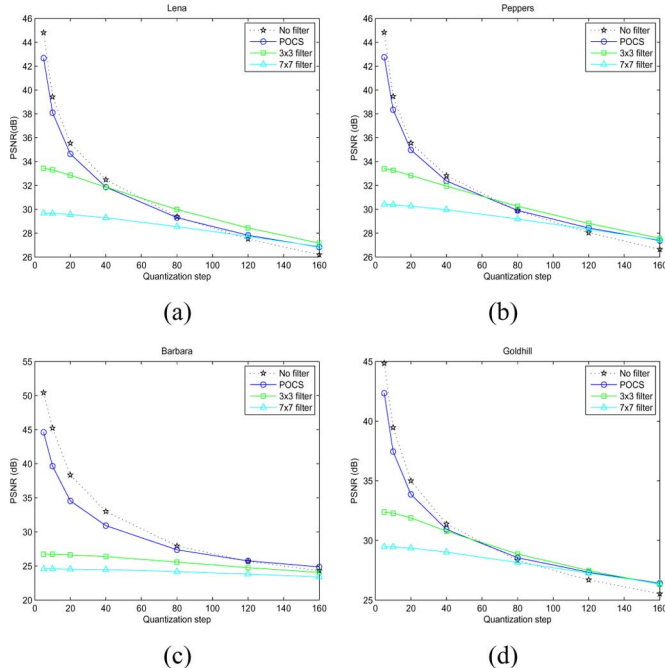 Lena
46
44
42
40
38
36
34
32
30
28
26
PSNR(dB)
0 20 40 60 80 100 120 140 160
Quantization step
No filter
POCS
3x3 filter
7x7 filter
(a)
Peppers
46
44
42
40
38
36
34
32
30
28
26
PSNR (dB)
0 20 40 60 80 100 120 140 160
Quantization step
No filter
POCS
3x3 filter
7x7 filter
(b)
Barbara
55
50
45
40
35
30
25
20
PSNR (dB)
0 20 40 60 80 100 120 140 160
Quantization step
No filter
POCS
3x3 filter
7x7 filter
(c)
Goldhill
45
40
35
30
25
PSNR (dB)
0 20 40 60 80 100 120 140 160
Quantization step
No filter
POCS
3x3 filter
7x7 filter
(d)